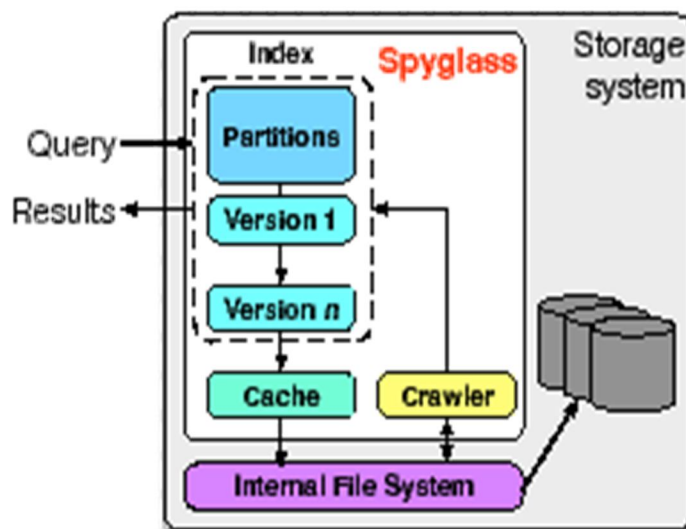 Index
Spyglass
Storage
system
Query
Partitions
Results
Version 1
Version n
Cache
Crawler
Internal File System